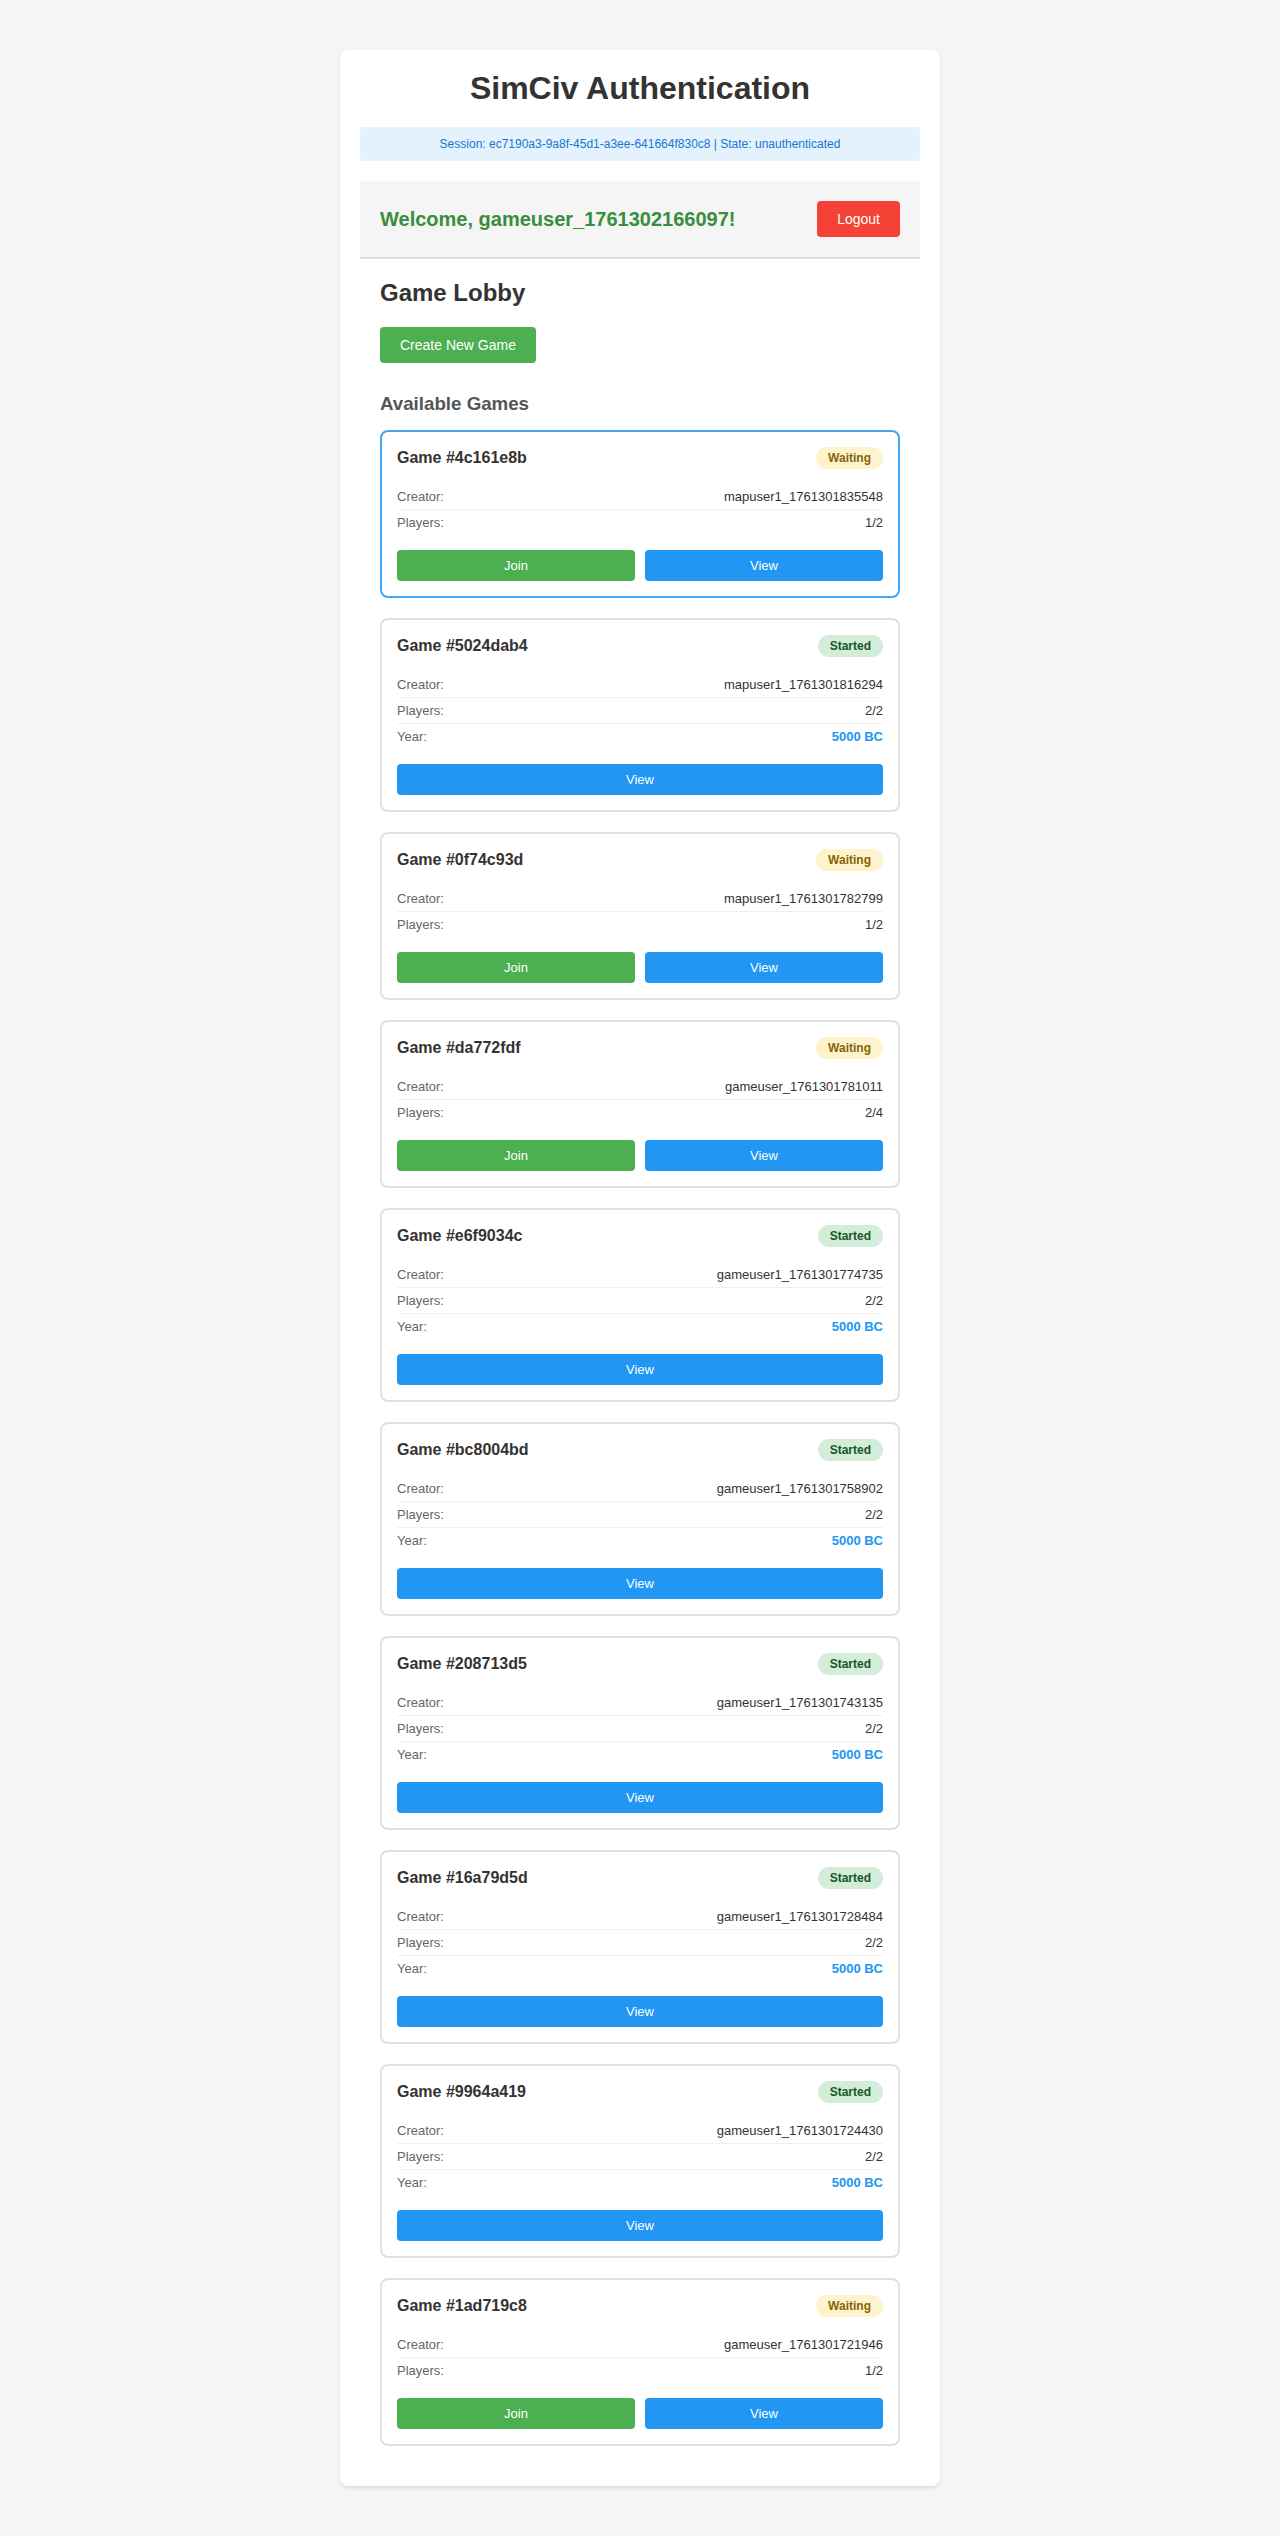 SimCiv Authentication
Session: ec7190a3-9a8f-45d1-a3ee-641664f830c8 | State: unauthenticated
Welcome, gameuser_1761302166097!
Logout
Game Lobby
Create New Game
Available Games
Game #4c161e8b Waiting
Creator: mapuser1_1761301835548
Players: 1/2
Join View
Game #5024dab4 Started
Creator: mapuser1_1761301816294
Players: 2/2
Year: 5000 BC
View
Game #0f74c93d Waiting
Creator: mapuser1_1761301782799
Players: 1/2
Join View
Game #da772fdf Waiting
Creator: gameuser_1761301781011
Players: 2/4
Join View
Game #e6f9034c Started
Creator: gameuser1_1761301774735
Players: 2/2
Year: 5000 BC
View
Game #bc8004bd Started
Creator: gameuser1_1761301758902
Players: 2/2
Year: 5000 BC
View
Game #208713d5 Started
Creator: gameuser1_1761301743135
Players: 2/2
Year: 5000 BC
View
Game #16a79d5d Started
Creator: gameuser1_1761301728484
Players: 2/2
Year: 5000 BC
View
Game #9964a419 Started
Creator: gameuser1_1761301724430
Players: 2/2
Year: 5000 BC
View
Game #1ad719c8 Waiting
Creator: gameuser_1761301721946
Players: 1/2
Join View